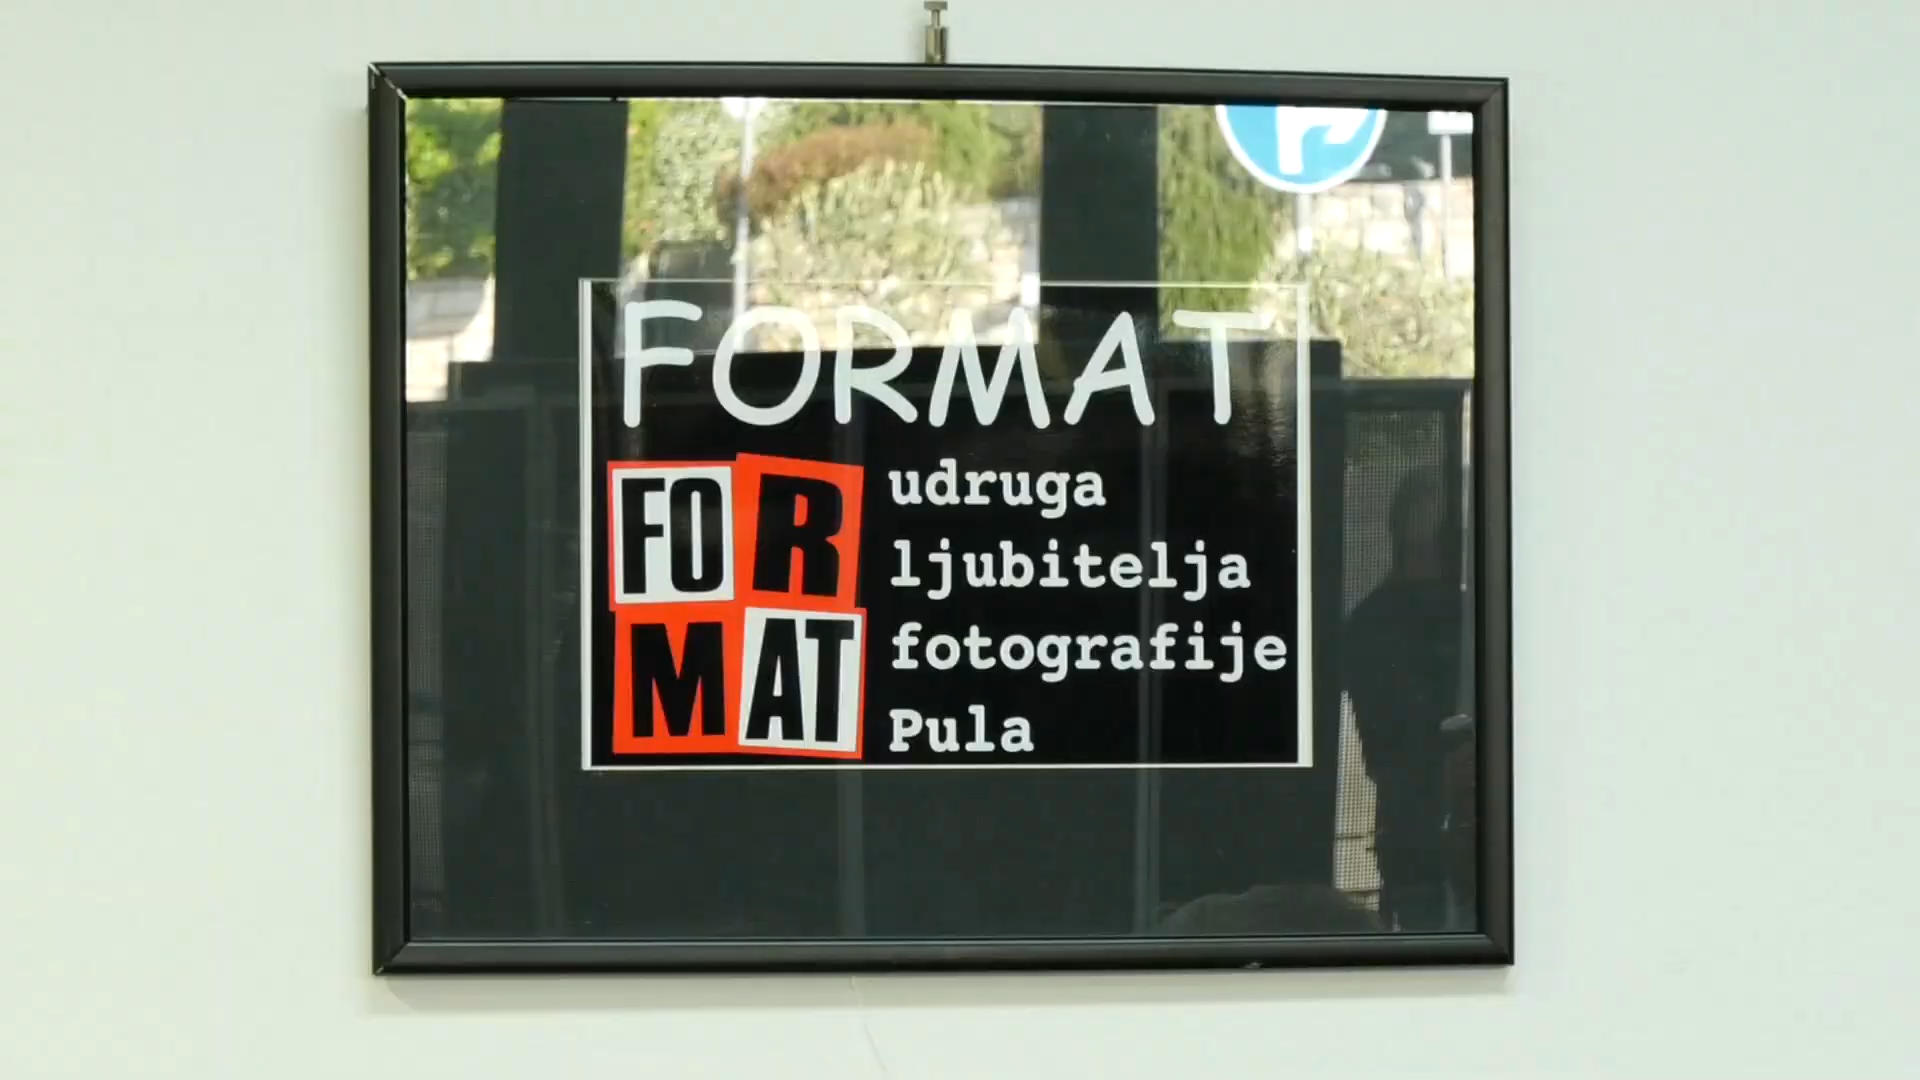 FORMAT
FOR
MAT
udruga
ljubitelja
fotografije
Pula